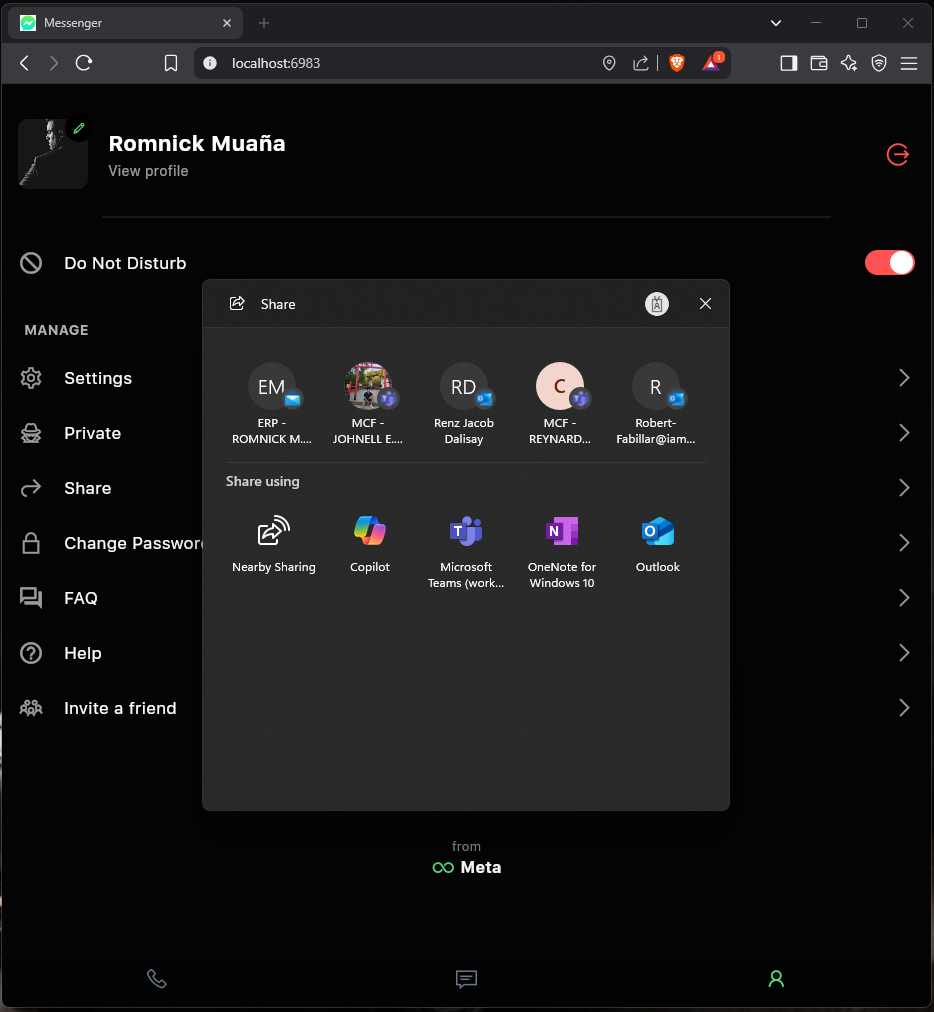 Messenger
localhost:6983
1
Romnick Muaña
View profile
Do Not Disturb
MANAGE
Settings
Private
Share
Change Passwor
FAQ
Help
Invite a friend
Share
EM
ERP -
ROMNICK M....
MCF -
JOHNELL E....
RD
Renz Jacob
Dalisay
C
MCF -
REYNARD...
R
Robert-
Fabillar@iam...
Share using
Nearby Sharing
Copilot
T
Microsoft
Teams (work...
N
OneNote for
Windows 10
O
Outlook
from
Meta